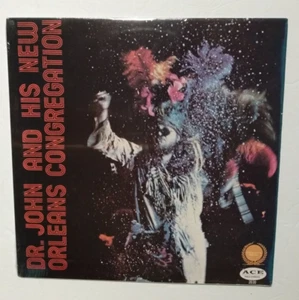 DR. JOHN AND HIS NEW
ORLEANS CONGREGATION
ACE